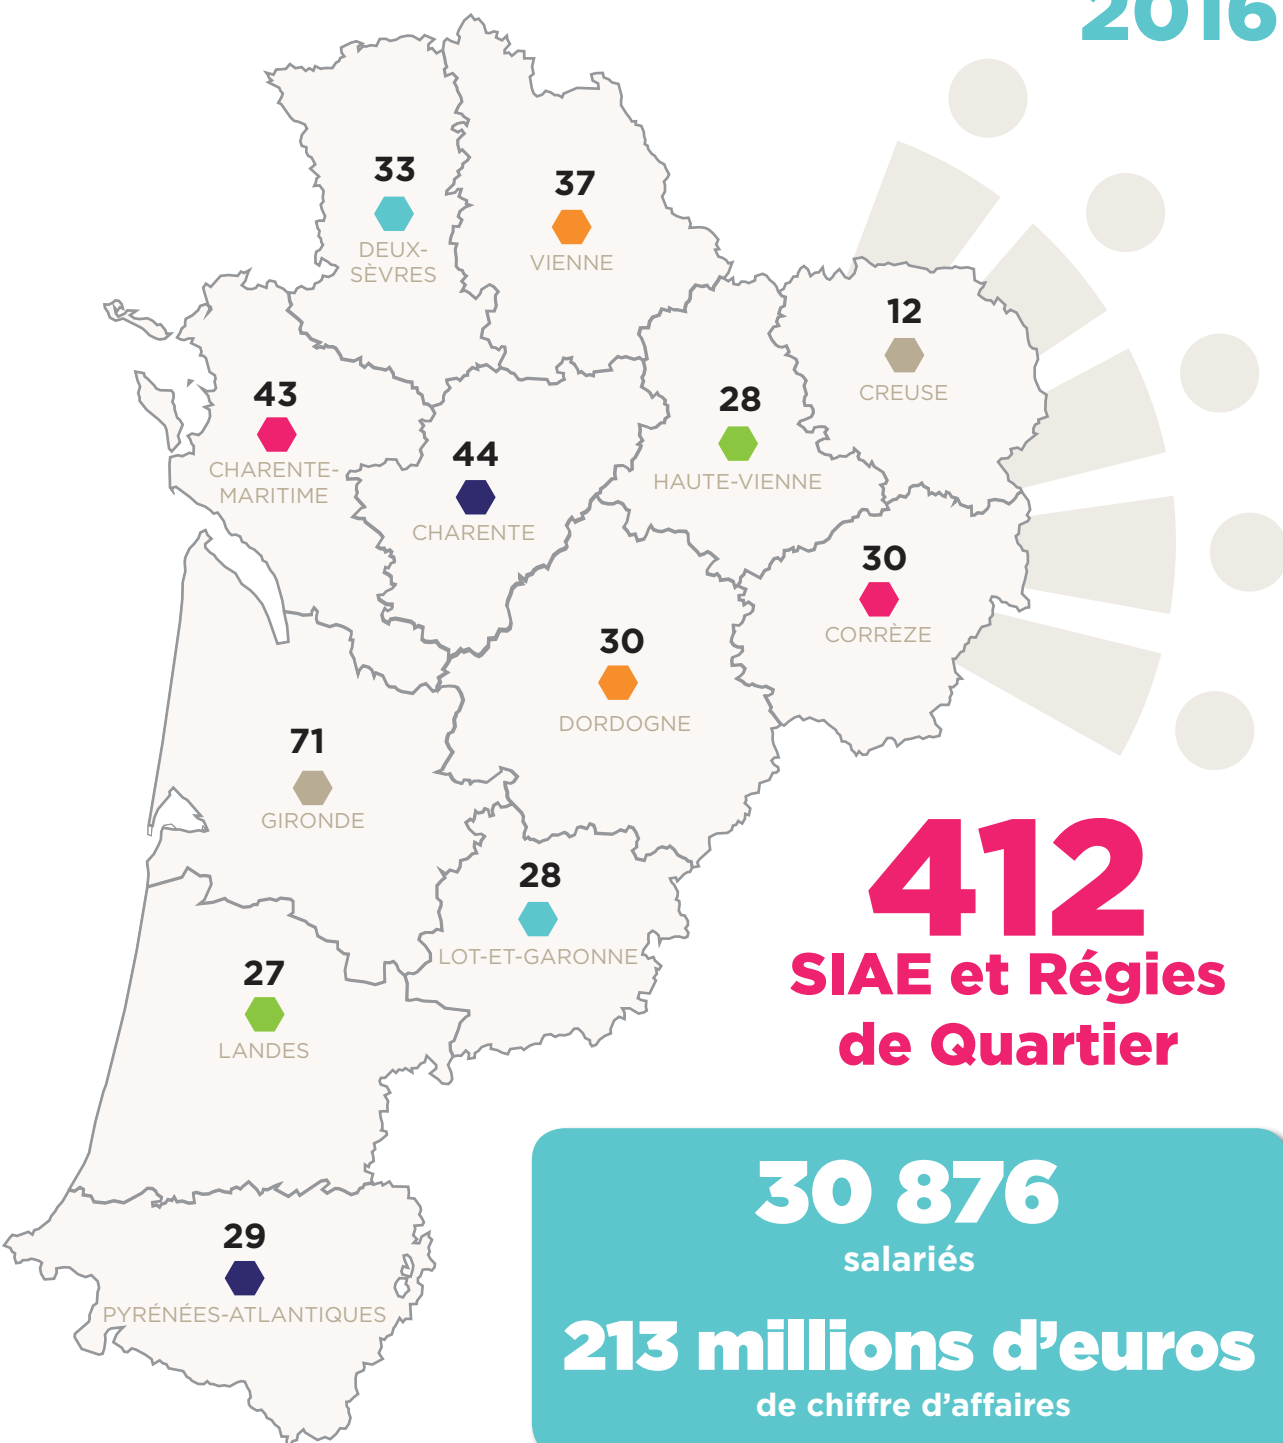 2016
33
DEUX-
SÈVRES
37
VIENNE
12
CREUSE
43
CHARENTE-
MARITIME
28
HAUTE-VIENNE
44
CHARENTE
30
CORRÈZE
30
DORDOGNE
71
GIRONDE
28
LOT-ET-GARONNE
27
LANDES
29
PYRÉNÉES-ATLANTIQUES
412
SIAE et Régies
de Quartier
30 876
salariés
213 millions d’euros
de chiffre d’affaires